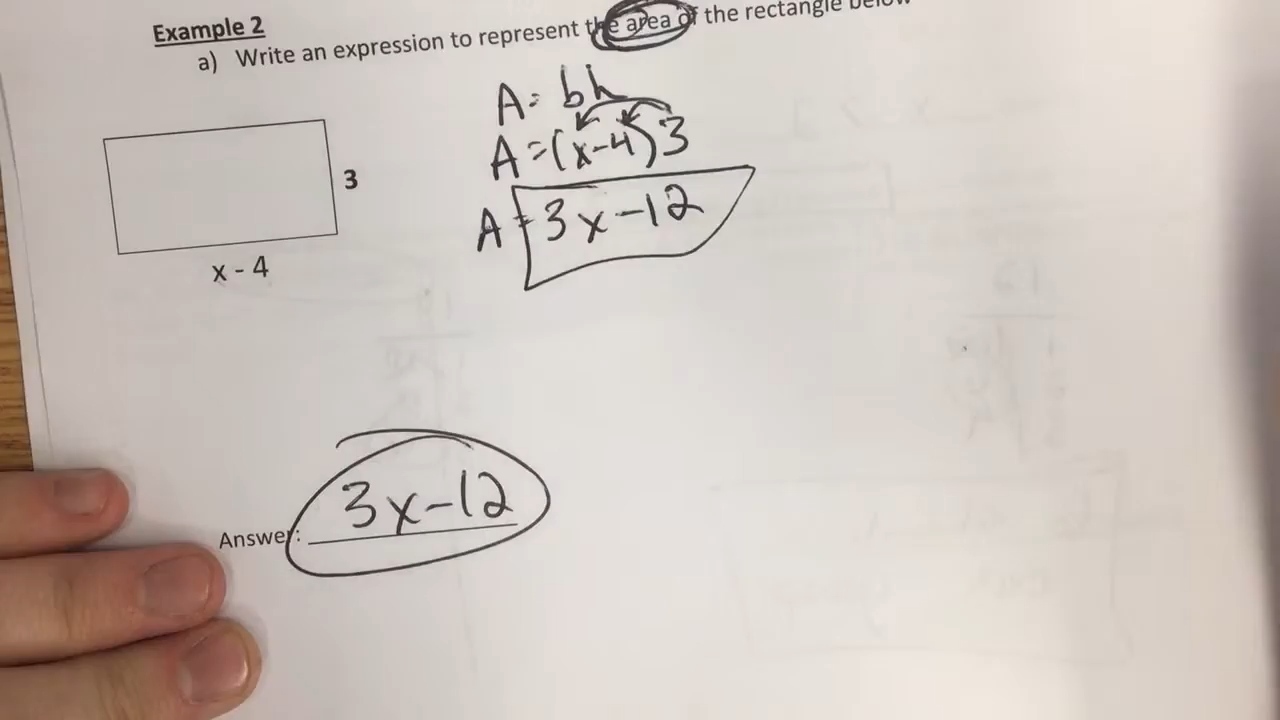 Example 2
a) Write an expression to represent the area of the rectangle below
A = bh
A = (x-4)3
3
A = 3x-12
x - 4
3x-12
Answer: